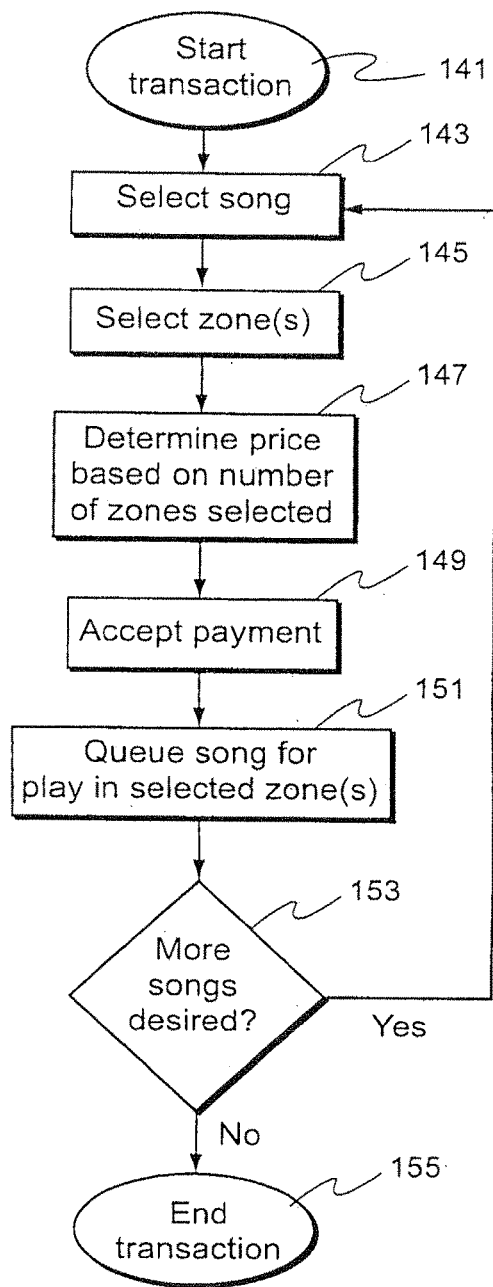 Start
transaction
141
143
Select song
145
Select zone(s)
147
Determine price
based on number
of zones selected
149
Accept payment
151
Queue song for
play in selected zone(s)
153
More
songs
desired?
Yes
No
155
End
transaction